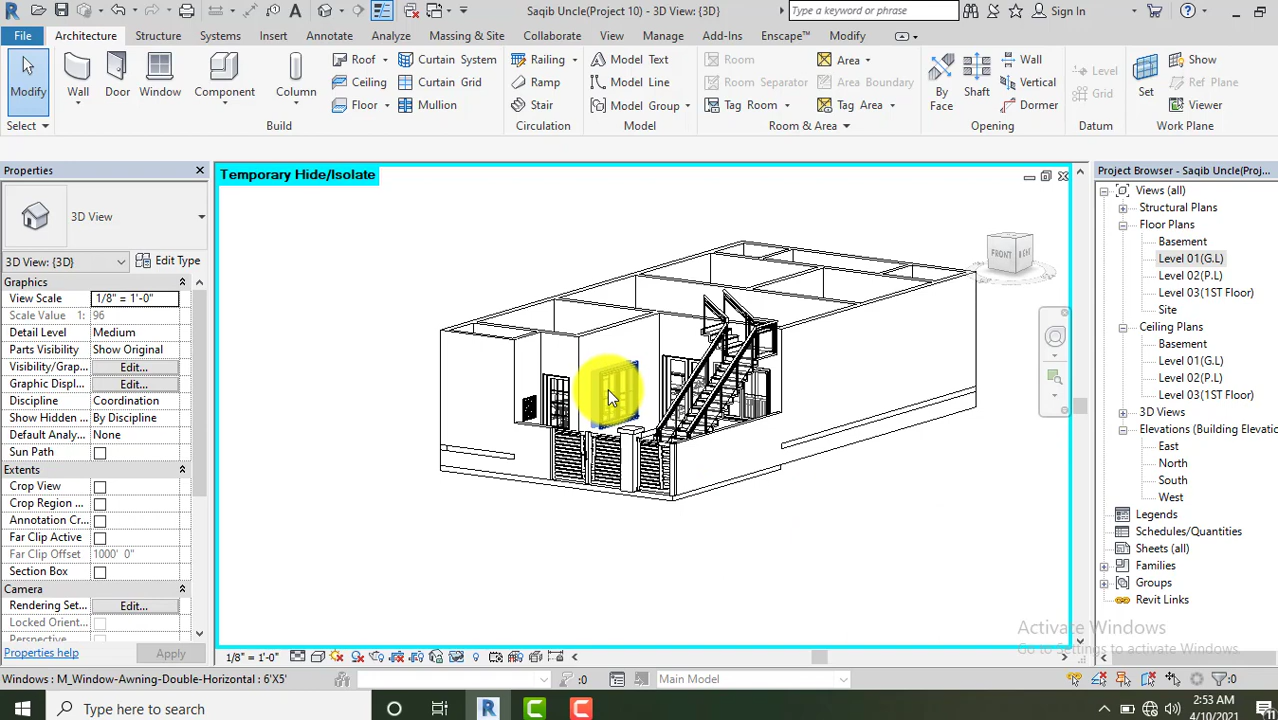 Saqib Uncle(Project 10) - 3D View: {3D}
Type a keyword or phrase
Sign In
File
Architecture
Structure
Systems
Insert
Annotate
Analyze
Massing & Site
Collaborate
View
Manage
Add-Ins
Enscape™
Modify
Modify
Wall
Door
Window
Component
Column
Roof
Ceiling
Floor
Curtain System
Curtain Grid
Mullion
Railing
Ramp
Stair
Model Text
Model Line
Model Group
Room
Room Separator
Tag Room
Area
Area Boundary
Tag Area
By Face
Shaft
Wall
Vertical
Dormer
Level
Grid
Set
Show
Ref Plane
Viewer
Select
Build
Circulation
Model
Room & Area
Opening
Datum
Work Plane
Properties
3D View
3D View: {3D}
Edit Type
Graphics
View Scale 1/8" = 1'-0"
Scale Value 1: 96
Detail Level Medium
Parts Visibility Show Original
Visibility/Grap... Edit...
Graphic Displ... Edit...
Discipline Coordination
Show Hidden ... By Discipline
Default Analy... None
Sun Path
Extents
Crop View
Crop Region ...
Annotation Cr...
Far Clip Active
Far Clip Offset 1000' 0"
Section Box
Camera
Rendering Set... Edit...
Locked Orient...
Perspective
Properties help
Apply
Temporary Hide/Isolate
FRONT
1/8" = 1'-0"
Project Browser - Saqib Uncle(Proj...
Views (all)
Structural Plans
Floor Plans
Basement
Level 01(G.L)
Level 02(P.L)
Level 03(1ST Floor)
Site
Ceiling Plans
Basement
Level 01(G.L)
Level 02(P.L)
Level 03(1ST Floor)
3D Views
Elevations (Building Elevation
East
North
South
West
Legends
Schedules/Quantities
Sheets (all)
Families
Groups
Revit Links
Activate Windows
Go to Settings to activate Windows.
Windows : M_Window-Awning-Double-Horizontal : 6'X5'
:0
Main Model
:0
Type here to search
2:53 AM
4/10/2021